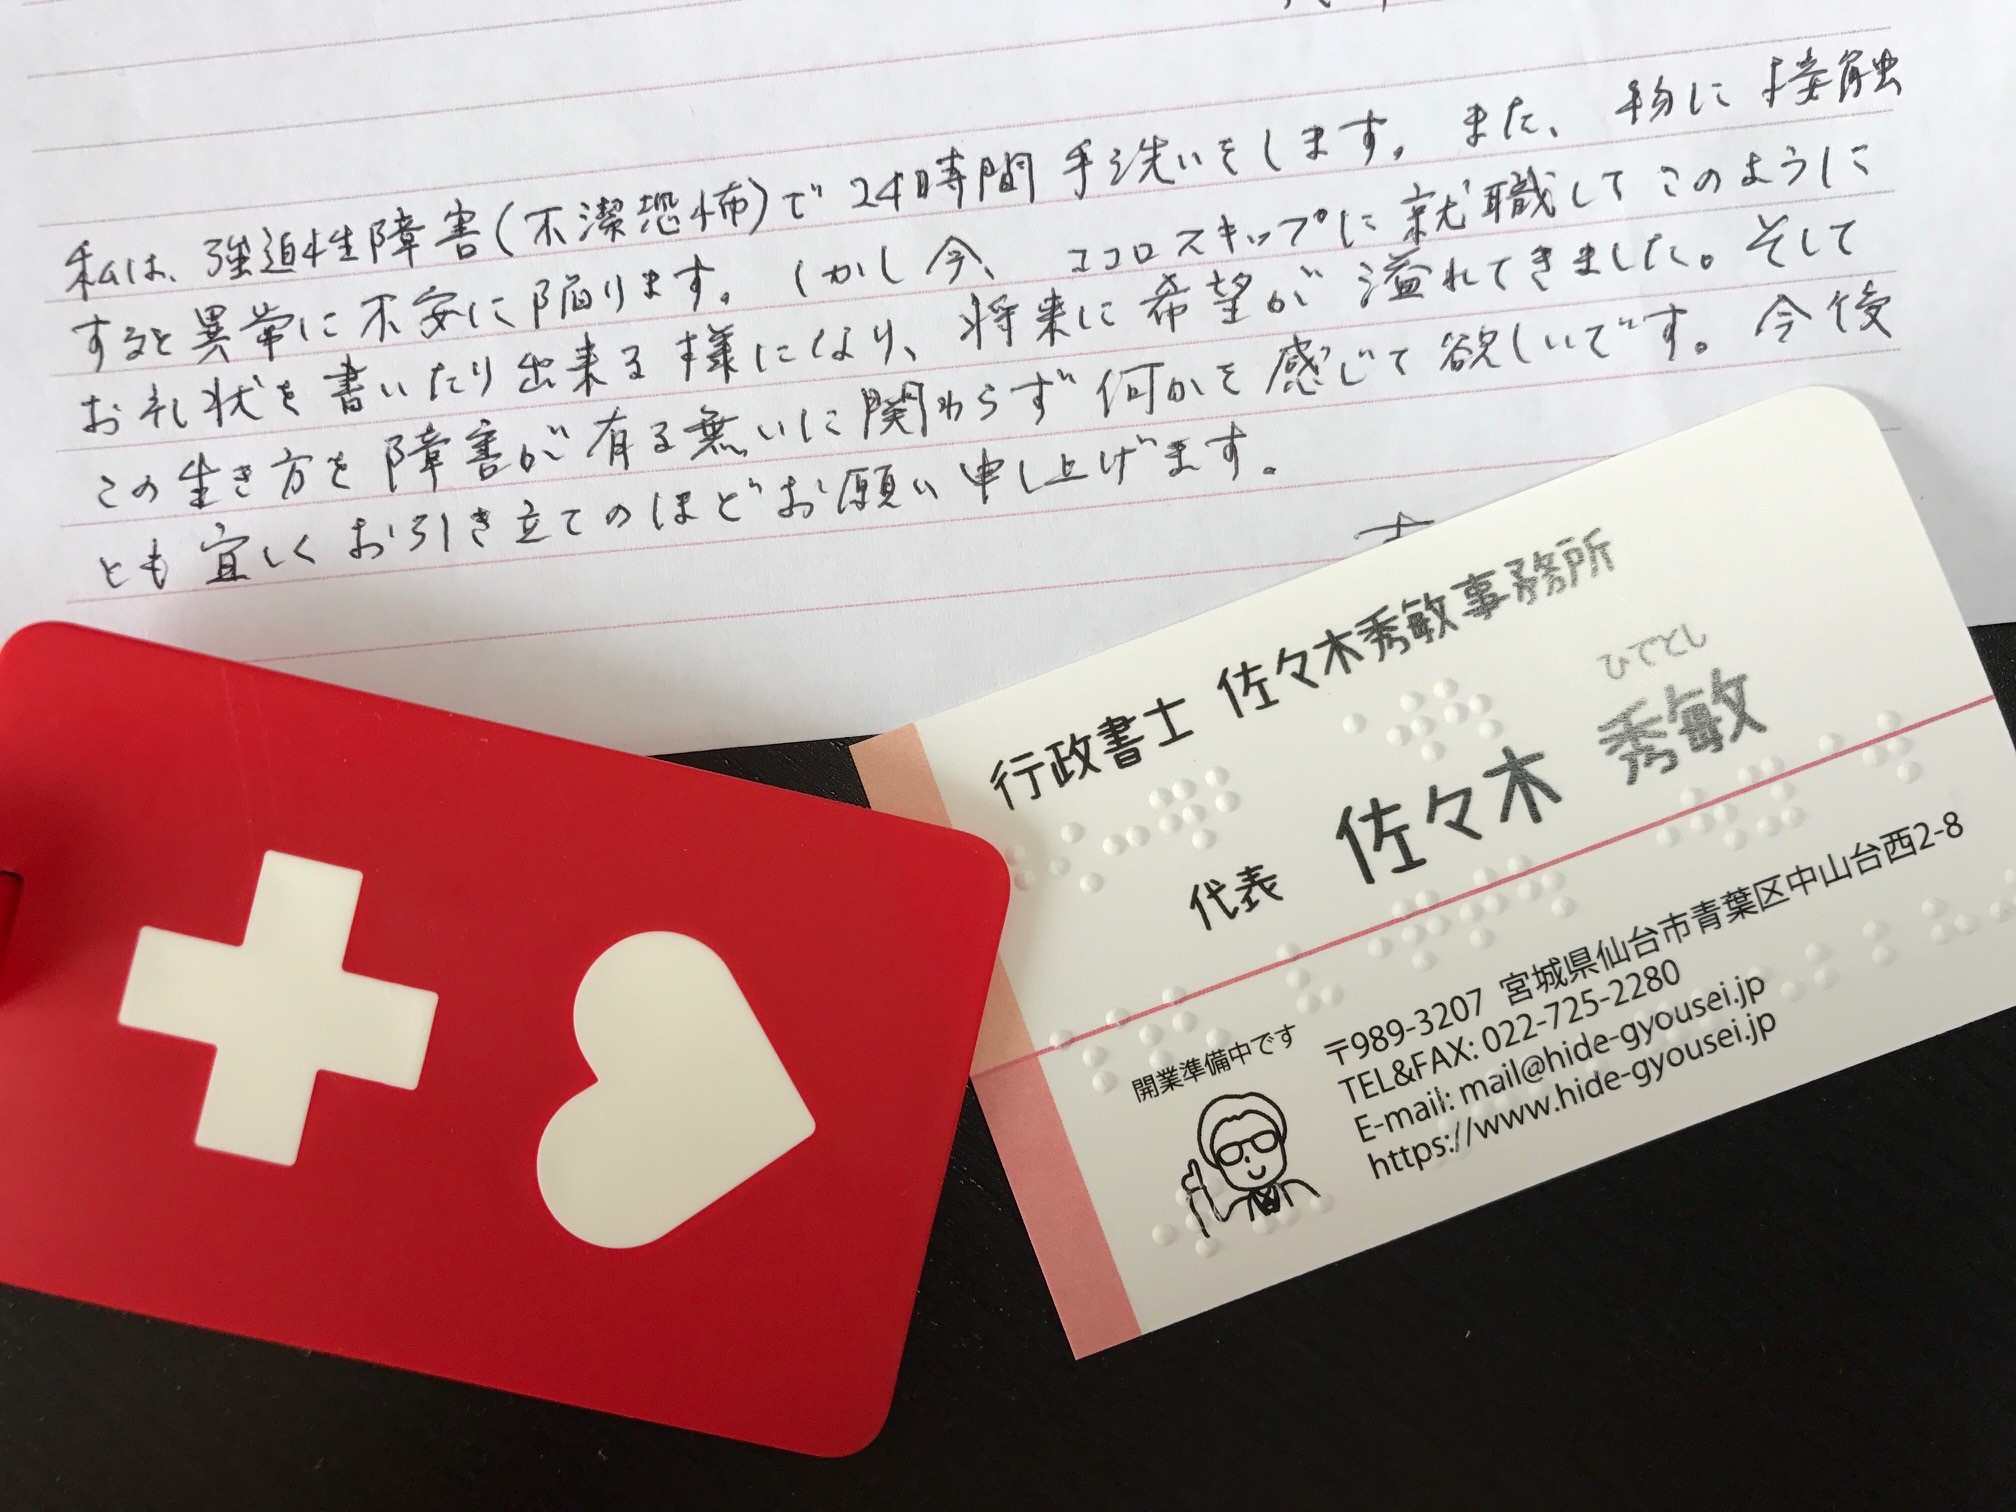 私は、強迫性障害(不潔恐怖)で24時間手洗いをします。また、物に接触
すると異常に不安に陥ります。しかし今、ココロスキップに就職してこのように
お礼状を書いたり出来る様になり、将来に希望が溢れてきました。そして
この生き方を障害が有る無いに関わらず何かを感じて欲しいです。今後
とも宜しくお引き立てのほどお願い申し上げます。
行政書士 佐々木秀敏事務所
ひでとし
代表 佐々木 秀敏
開業準備中です
〒989-3207 宮城県仙台市青葉区中山台西2-8
TEL&FAX: 022-725-2280
E-mail: mail@hide-gyousei.jp
https://www.hide-gyousei.jp